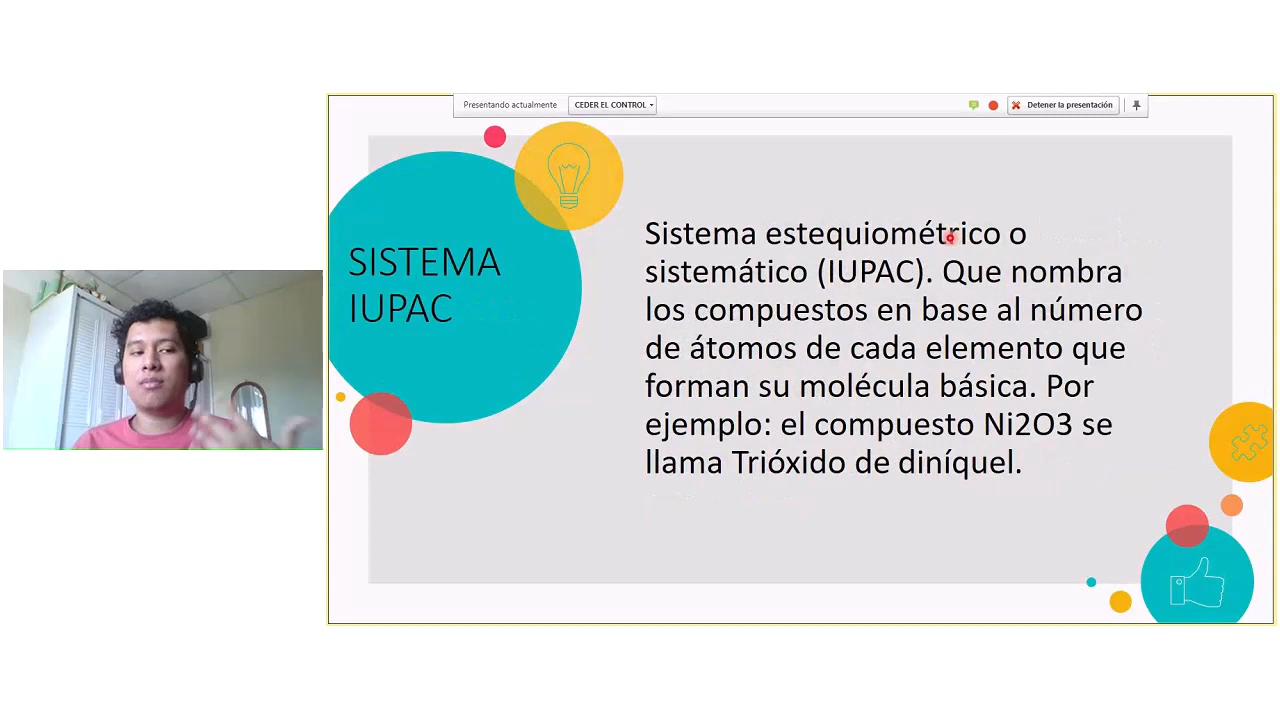 Presentando actualmente
CEDER EL CONTROL
Detener la presentación
SISTEMA
IUPAC
Sistema estequiométrico o
sistemático (IUPAC). Que nombra
los compuestos en base al número
de átomos de cada elemento que
forman su molécula básica. Por
ejemplo: el compuesto Ni2O3 se
llama Trióxido de diníquel.